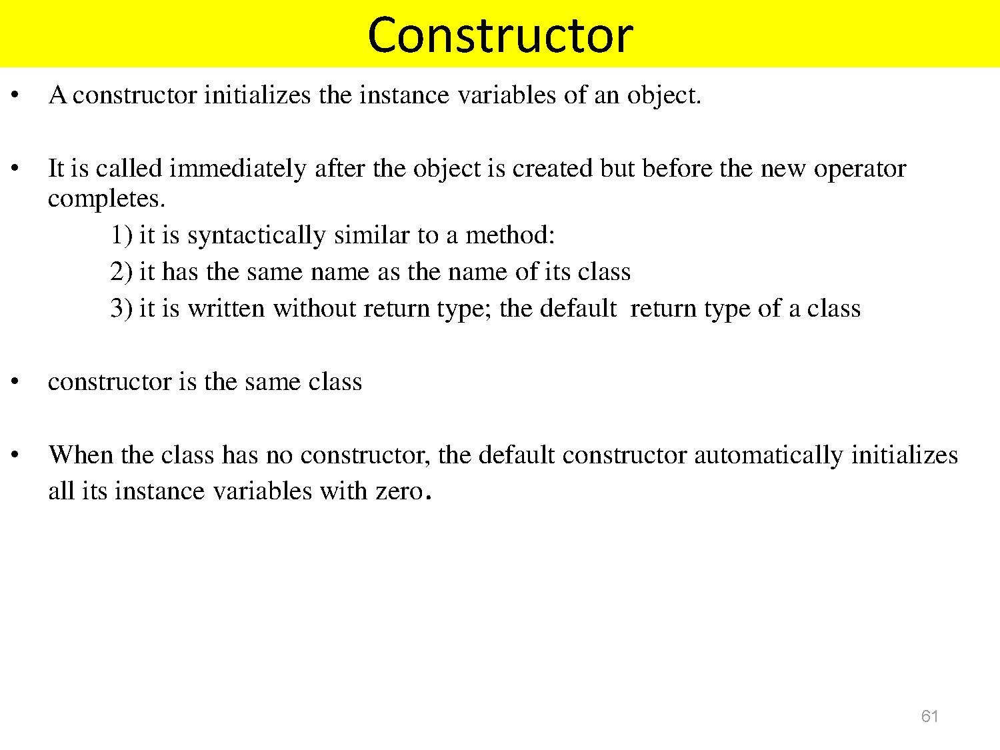 Constructor
• A constructor initializes the instance variables of an object.
• It is called immediately after the object is created but before the new operator
completes.
1) it is syntactically similar to a method:
2) it has the same name as the name of its class
3) it is written without return type; the default return type of a class
• constructor is the same class
• When the class has no constructor, the default constructor automatically initializes
all its instance variables with zero.
61